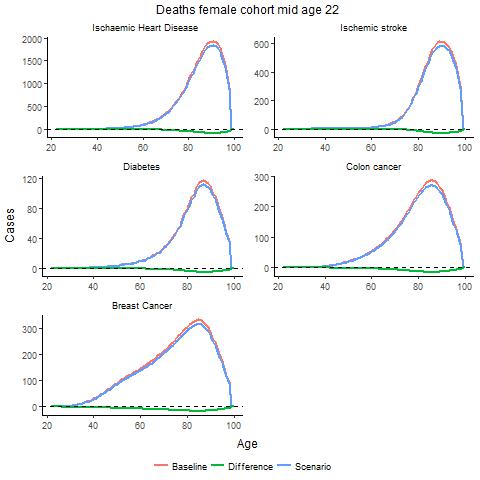 Deaths female cohort mid age 22
Ischaemic Heart Disease
Ischemic stroke
2000
1500
1000
500
0
20 40 60 80 100
600
400
200
0
20 40 60 80 100
Diabetes
Colon cancer
120
80
40
0
20 40 60 80 100
300
200
100
0
20 40 60 80 100
Breast Cancer
300
200
100
0
20 40 60 80 100
Cases
Age
Baseline Difference Scenario